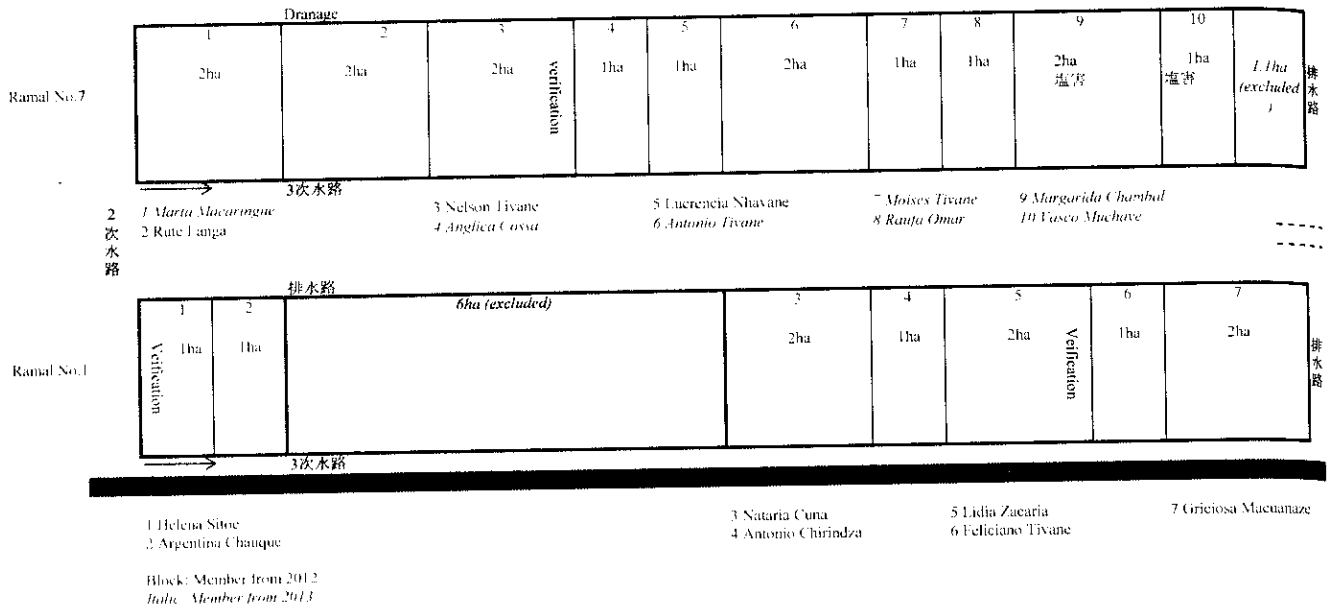 Dranage
1 2 3 4 5 6 7 8 9 10
2ha 2ha 2ha verification 1ha 1ha 2ha 1ha 1ha 2ha 塩害 1ha 塩害 1.1ha (excluded) 排水路
Ramal No.7
3次水路
2次水路
1 Marta Macaringue
2 Rute Langa
3 Nelson Tivane
4 Anglica Cossa
5 Lucrencia Nhavane
6 Antonio Tivane
7 Moises Tivane
8 Raufa Omar
9 Margarida Chambal
10 Vasco Muchave
排水路
1 2 6ha (excluded) 3 4 5 6 7
Veification 1ha 1ha 2ha 1ha 2ha Veification 1ha 2ha 排水路
Ramal No.1
3次水路
1 Helena Sitoe
2 Argentina Chauque
3 Nataria Cuna
4 Antonio Chirindza
5 Lidia Zacaria
6 Feliciano Tivane
7 Griciosa Macuanaze
Block: Member from 2012
Italic Member from 2013